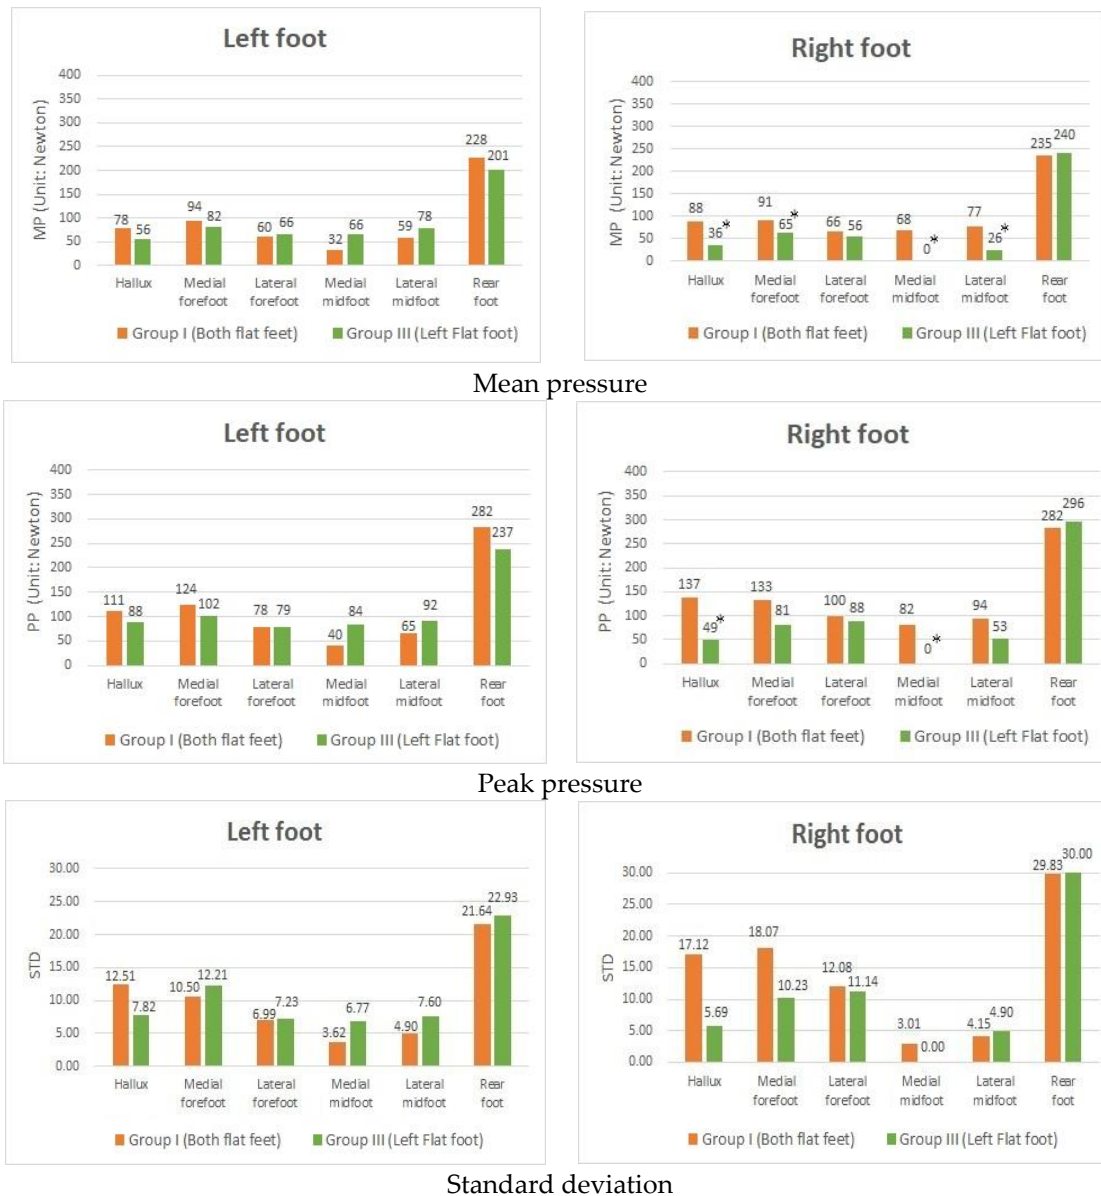 Left foot
MP (Unit: Newton)
400
350
300
250
200
150
100
50
0
78 56
94 82
60 66
32 66
59 78
228 201
Hallux
Medial forefoot
Lateral forefoot
Medial midfoot
Lateral midfoot
Rear foot
Group I (Both flat feet) Group III (Left Flat foot)
Right foot
MP (Unit: Newton)
400
350
300
250
200
150
100
50
0
88 36*
91 65*
66 56
68 0*
77 26*
235 240
Hallux
Medial forefoot
Lateral forefoot
Medial midfoot
Lateral midfoot
Rear foot
Group I (Both flat feet) Group III (Left Flat foot)
Mean pressure
Left foot
PP (Unit: Newton)
400
350
300
250
200
150
100
50
0
111 88
124 102
78 79
40 84
65 92
282 237
Hallux
Medial forefoot
Lateral forefoot
Medial midfoot
Lateral midfoot
Rear foot
Group I (Both flat feet) Group III (Left Flat foot)
Right foot
PP (Unit: Newton)
400
350
300
250
200
150
100
50
0
137 49*
133 81
100 88
82 0*
94 53
282 296
Hallux
Medial forefoot
Lateral forefoot
Medial midfoot
Lateral midfoot
Rear foot
Group I (Both flat feet) Group III (Left Flat foot)
Peak pressure
Left foot
STD
30.00
25.00
20.00
15.00
10.00
5.00
0.00
12.51 7.82
10.50 12.21
6.99 7.23
3.62 6.77
4.90 7.60
21.64 22.93
Hallux
Medial forefoot
Lateral forefoot
Medial midfoot
Lateral midfoot
Rear foot
Group I (Both flat feet) Group III (Left Flat foot)
Right foot
STD
30.00
25.00
20.00
15.00
10.00
5.00
0.00
17.12 5.69
18.07 10.23
12.08 11.14
3.01 0.00
4.15 4.90
29.83 30.00
Hallux
Medial forefoot
Lateral forefoot
Medial midfoot
Lateral midfoot
Rear foot
Group I (Both flat feet) Group III (Left Flat foot)
Standard deviation